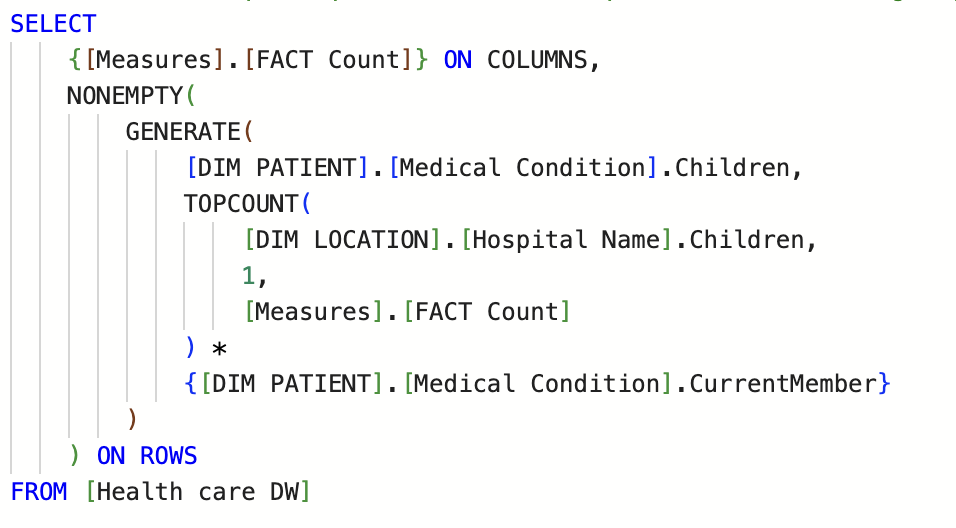 SELECT
{[Measures].[FACT Count]} ON COLUMNS,
NONEMPTY(
GENERATE(
[DIM PATIENT].[Medical Condition].Children,
TOPCOUNT(
[DIM LOCATION].[Hospital Name].Children,
1,
[Measures].[FACT Count]
) *
{[DIM PATIENT].[Medical Condition].CurrentMember}
)
) ON ROWS
FROM [Health care DW]